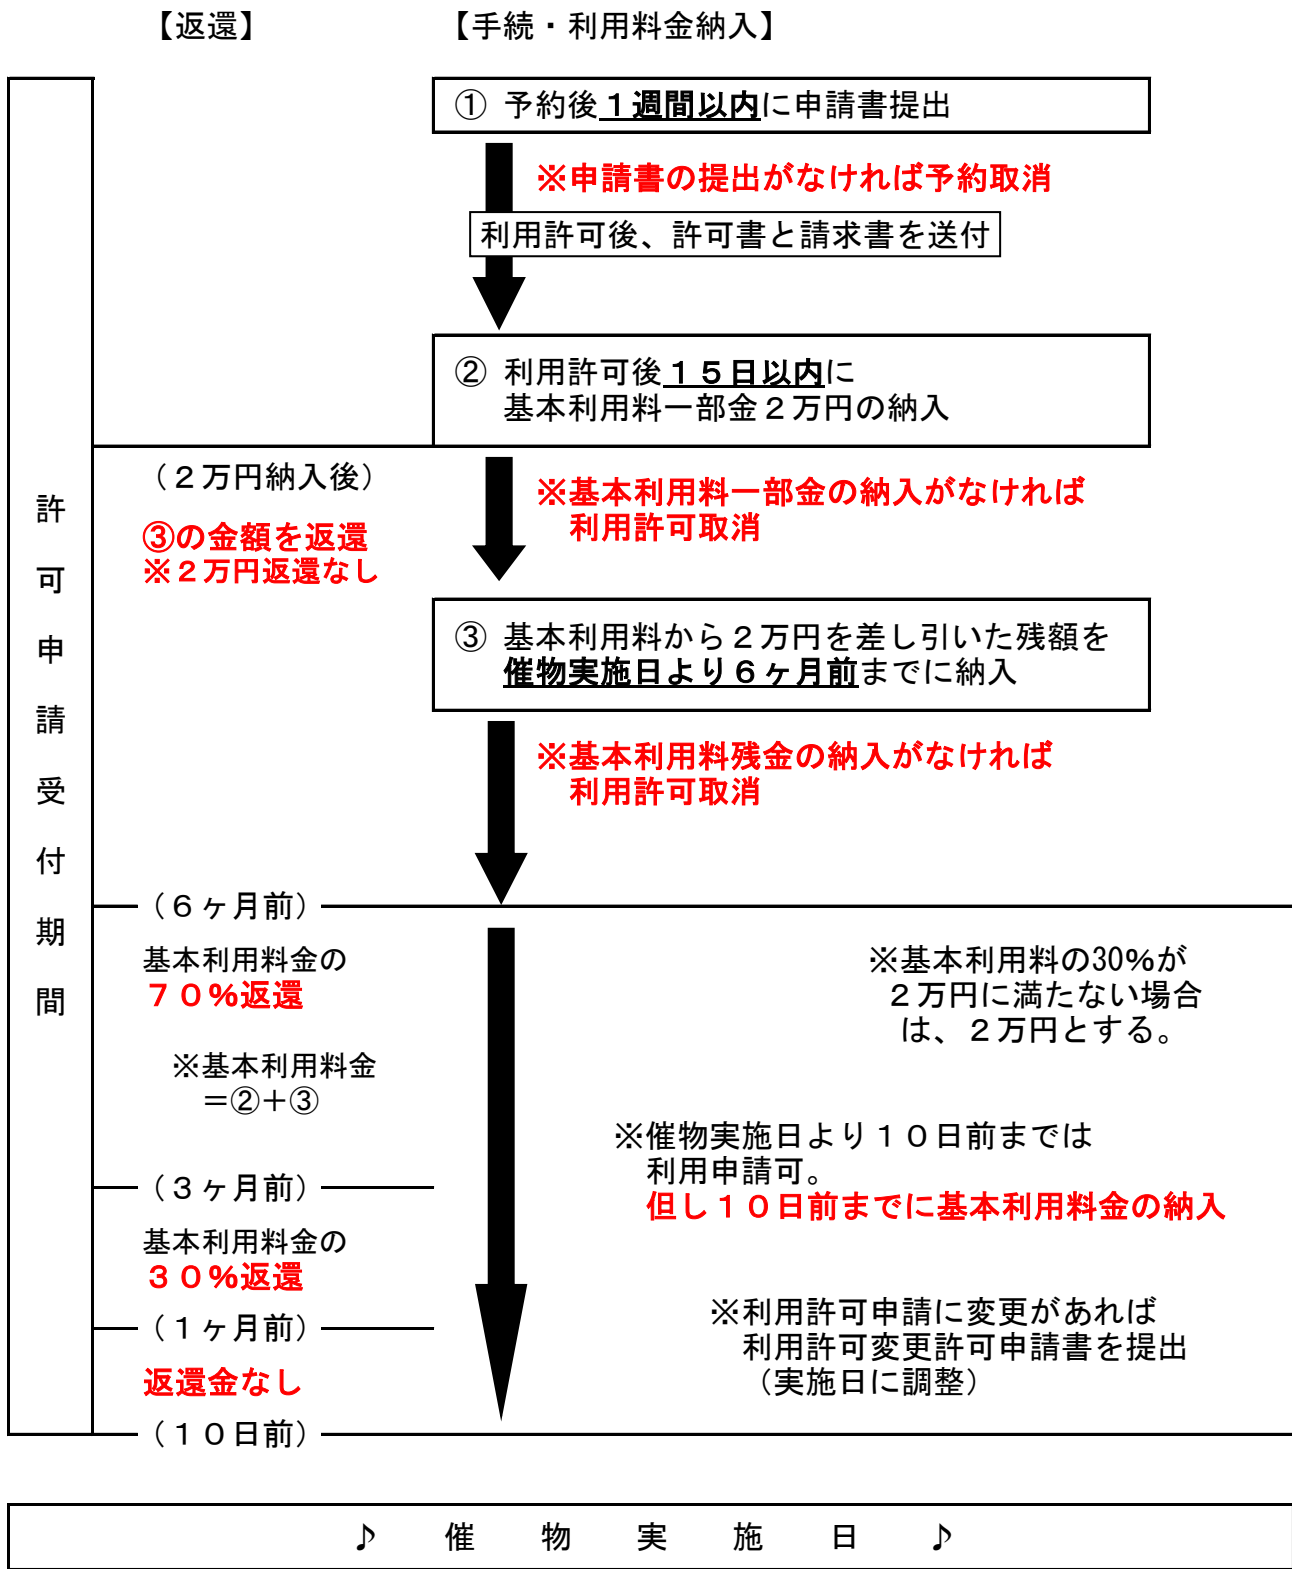 【返還】
【手続・利用料金納入】
① 予約後１週間以内に申請書提出
※申請書の提出がなければ予約取消
利用許可後、許可書と請求書を送付
② 利用許可後１５日以内に
基本利用料一部金２万円の納入
（２万円納入後）
③の金額を返還
※２万円返還なし
※基本利用料一部金の納入がなければ
利用許可取消
③ 基本利用料から２万円を差し引いた残額を
催物実施日より６ヶ月前までに納入
※基本利用料残金の納入がなければ
利用許可取消
許可申請受付期間
（６ヶ月前）
基本利用料金の
７０％返還
※基本利用料金
＝②＋③
※基本利用料の30％が
２万円に満たない場合
は、２万円とする。
※催物実施日より１０日前までは
利用申請可。
但し１０日前までに基本利用料金の納入
（３ヶ月前）
基本利用料金の
３０％返還
（１ヶ月前）
返還金なし
※利用許可申請に変更があれば
利用許可変更許可申請書を提出
（実施日に調整）
（１０日前）
♪ 催 物 実 施 日 ♪